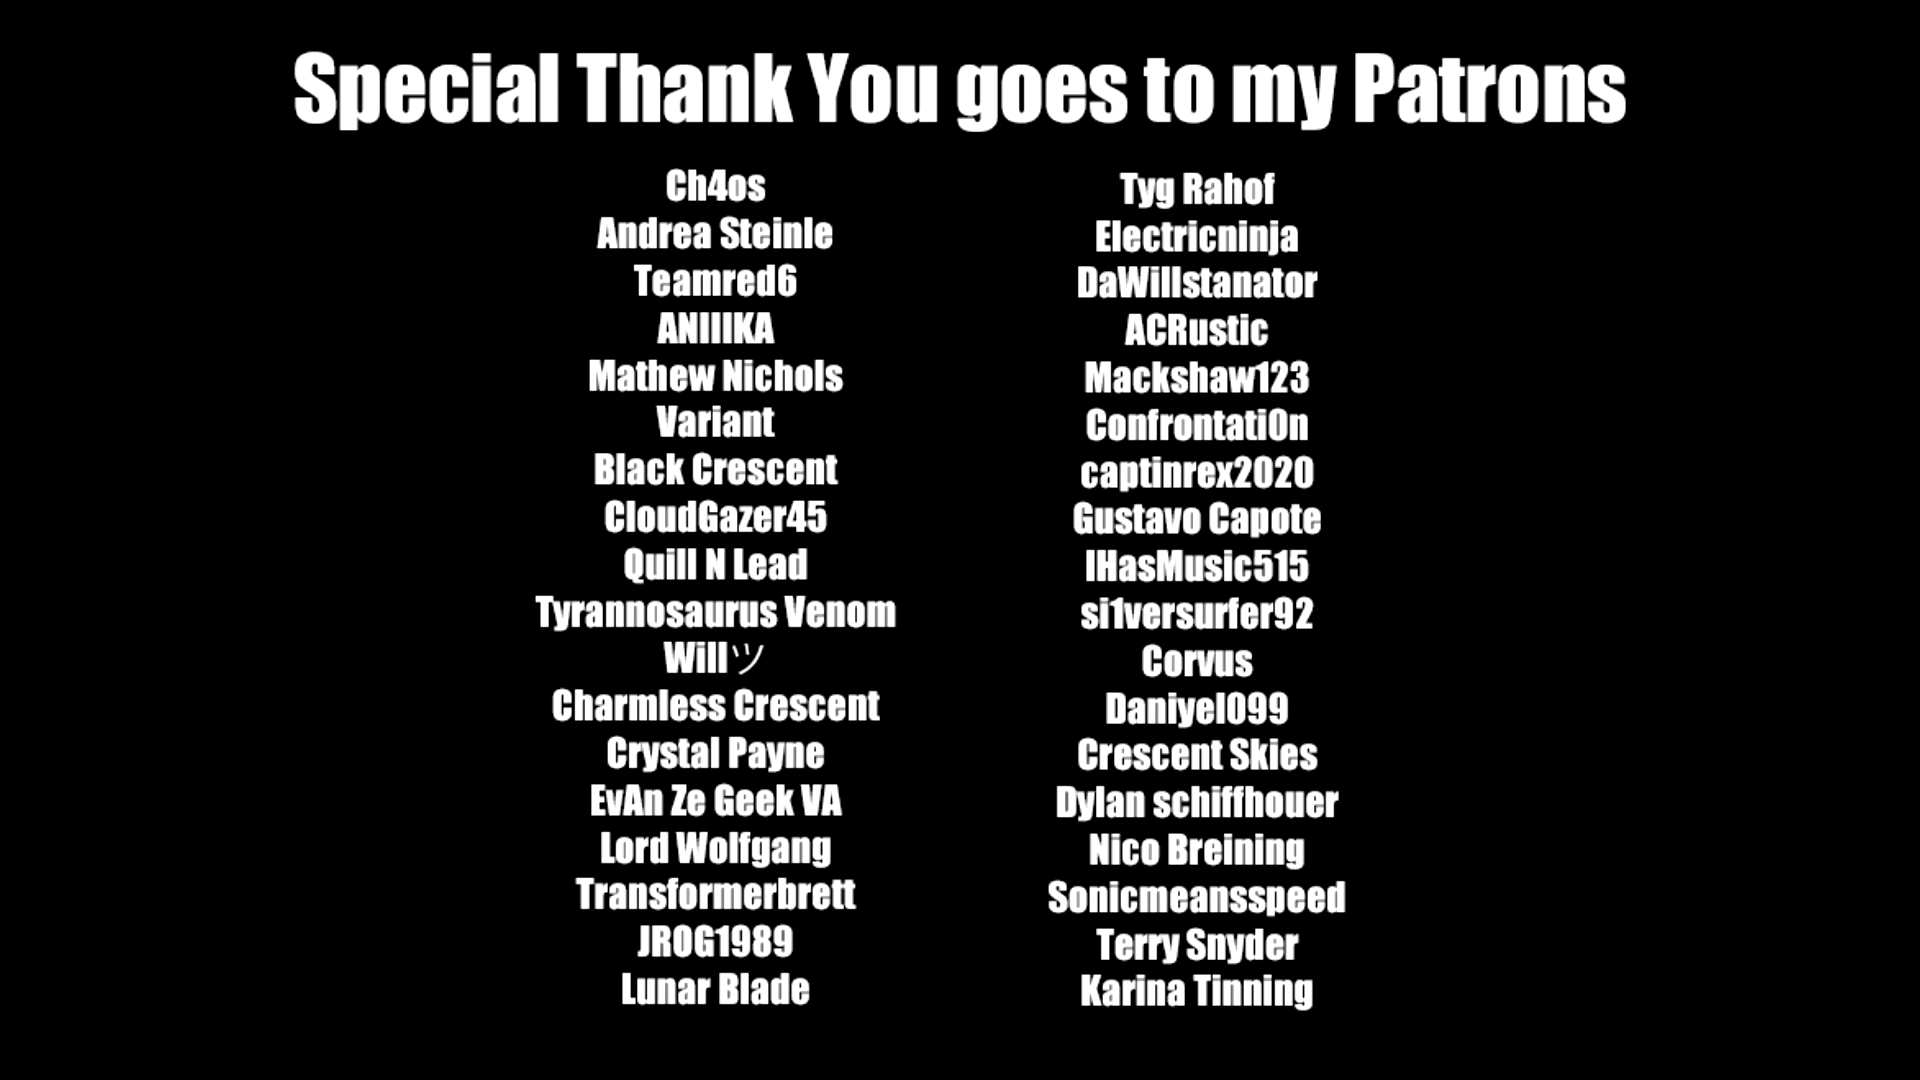 Special Thank You goes to my Patrons
Ch4os
Andrea Steinle
Teamred6
ANIIIKA
Mathew Nichols
Variant
Black Crescent
CloudGazer45
Quill N Lead
Tyrannosaurus Venom
Willツ
Charmless Crescent
Crystal Payne
EvAn Ze Geek VA
Lord Wolfgang
Transformerbrett
JROG1989
Lunar Blade
Tyg Rahof
Electricninja
DaWillstanator
ACRustic
Mackshaw123
Confrontati0n
captinrex2020
Gustavo Capote
IHasMusic515
si1versurfer92
Corvus
Daniyel099
Crescent Skies
Dylan schiffhouer
Nico Breining
Sonicmeansspeed
Terry Snyder
Karina Tinning